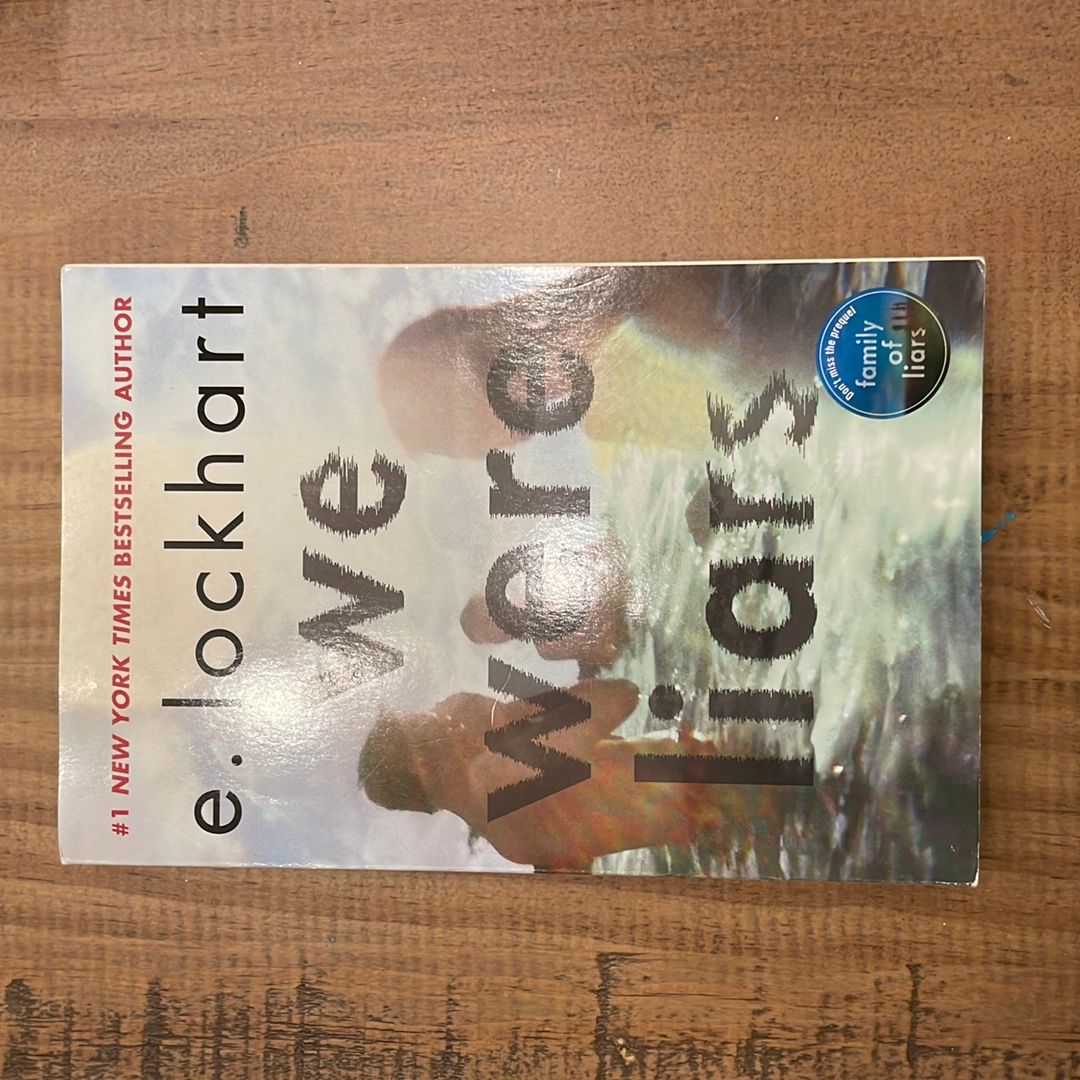 #1 NEW YORK TIMES BESTSELLING AUTHOR
e. lockhart
we
were
liars
Don't miss the prequel
family
of
liars